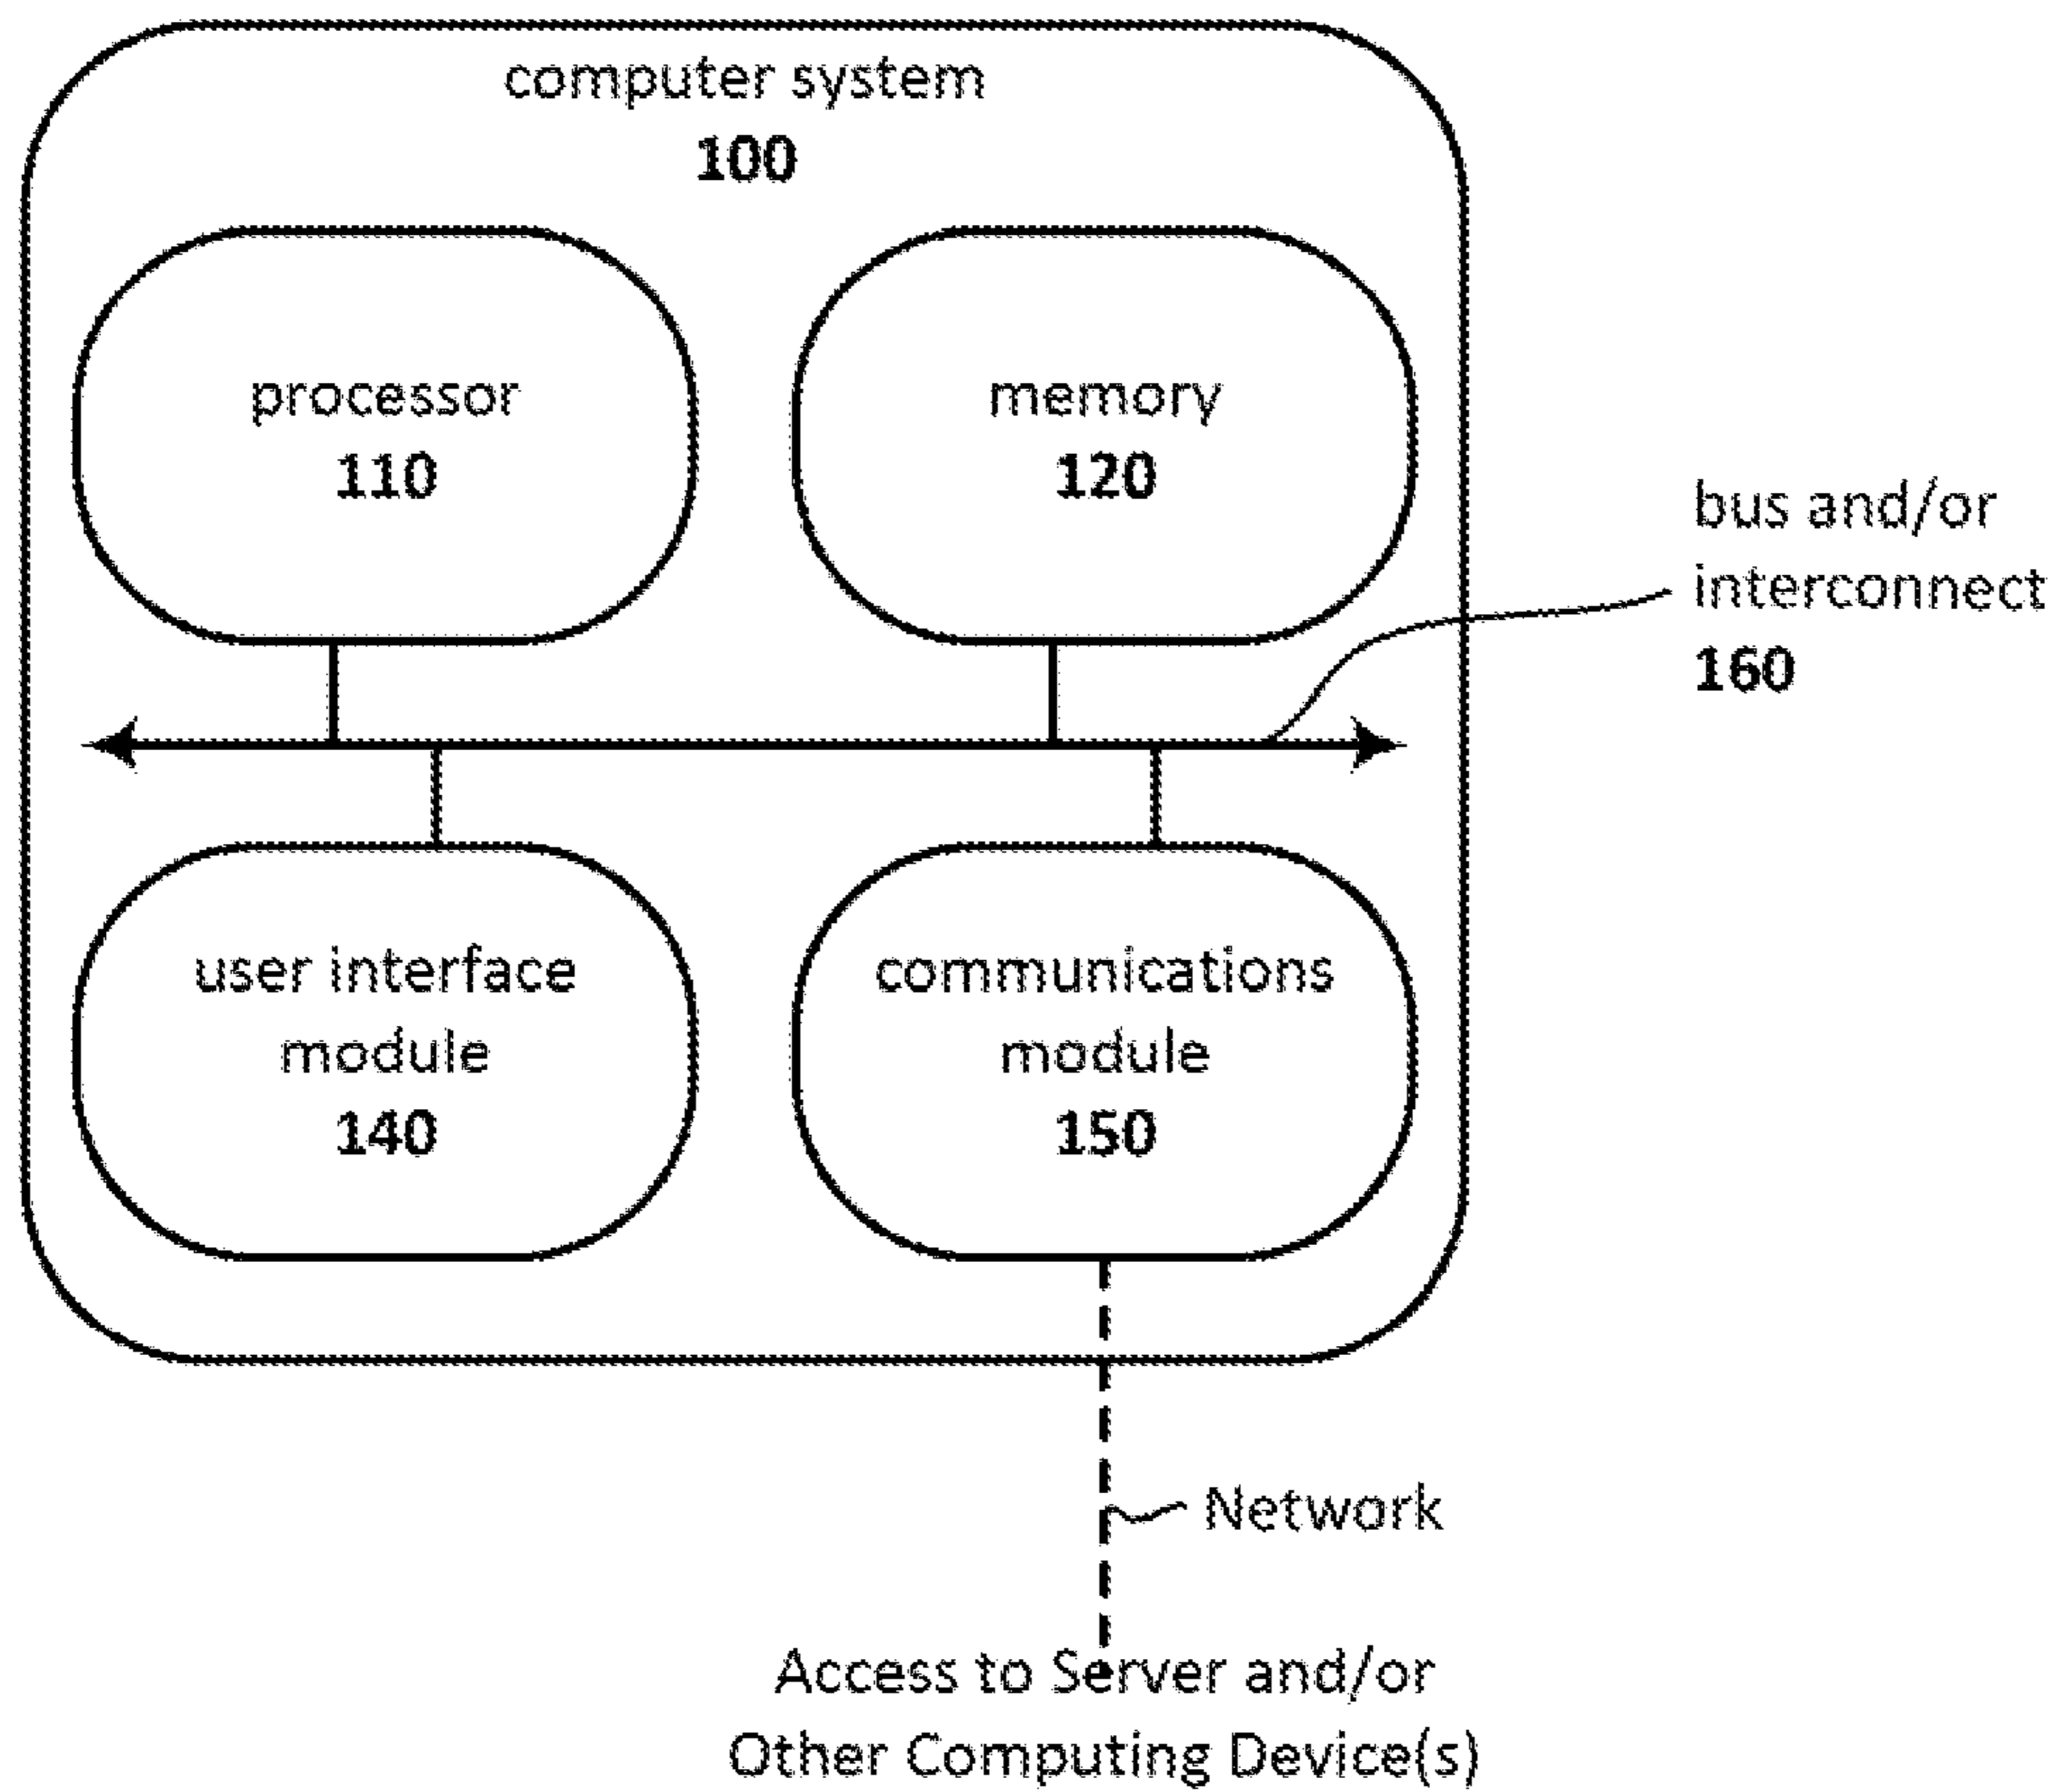 computer system
100
processor
110
memory
120
bus and/or
interconnect
160
user interface
module
140
communications
module
150
Network
Access to Server and/or
Other Computing Device(s)